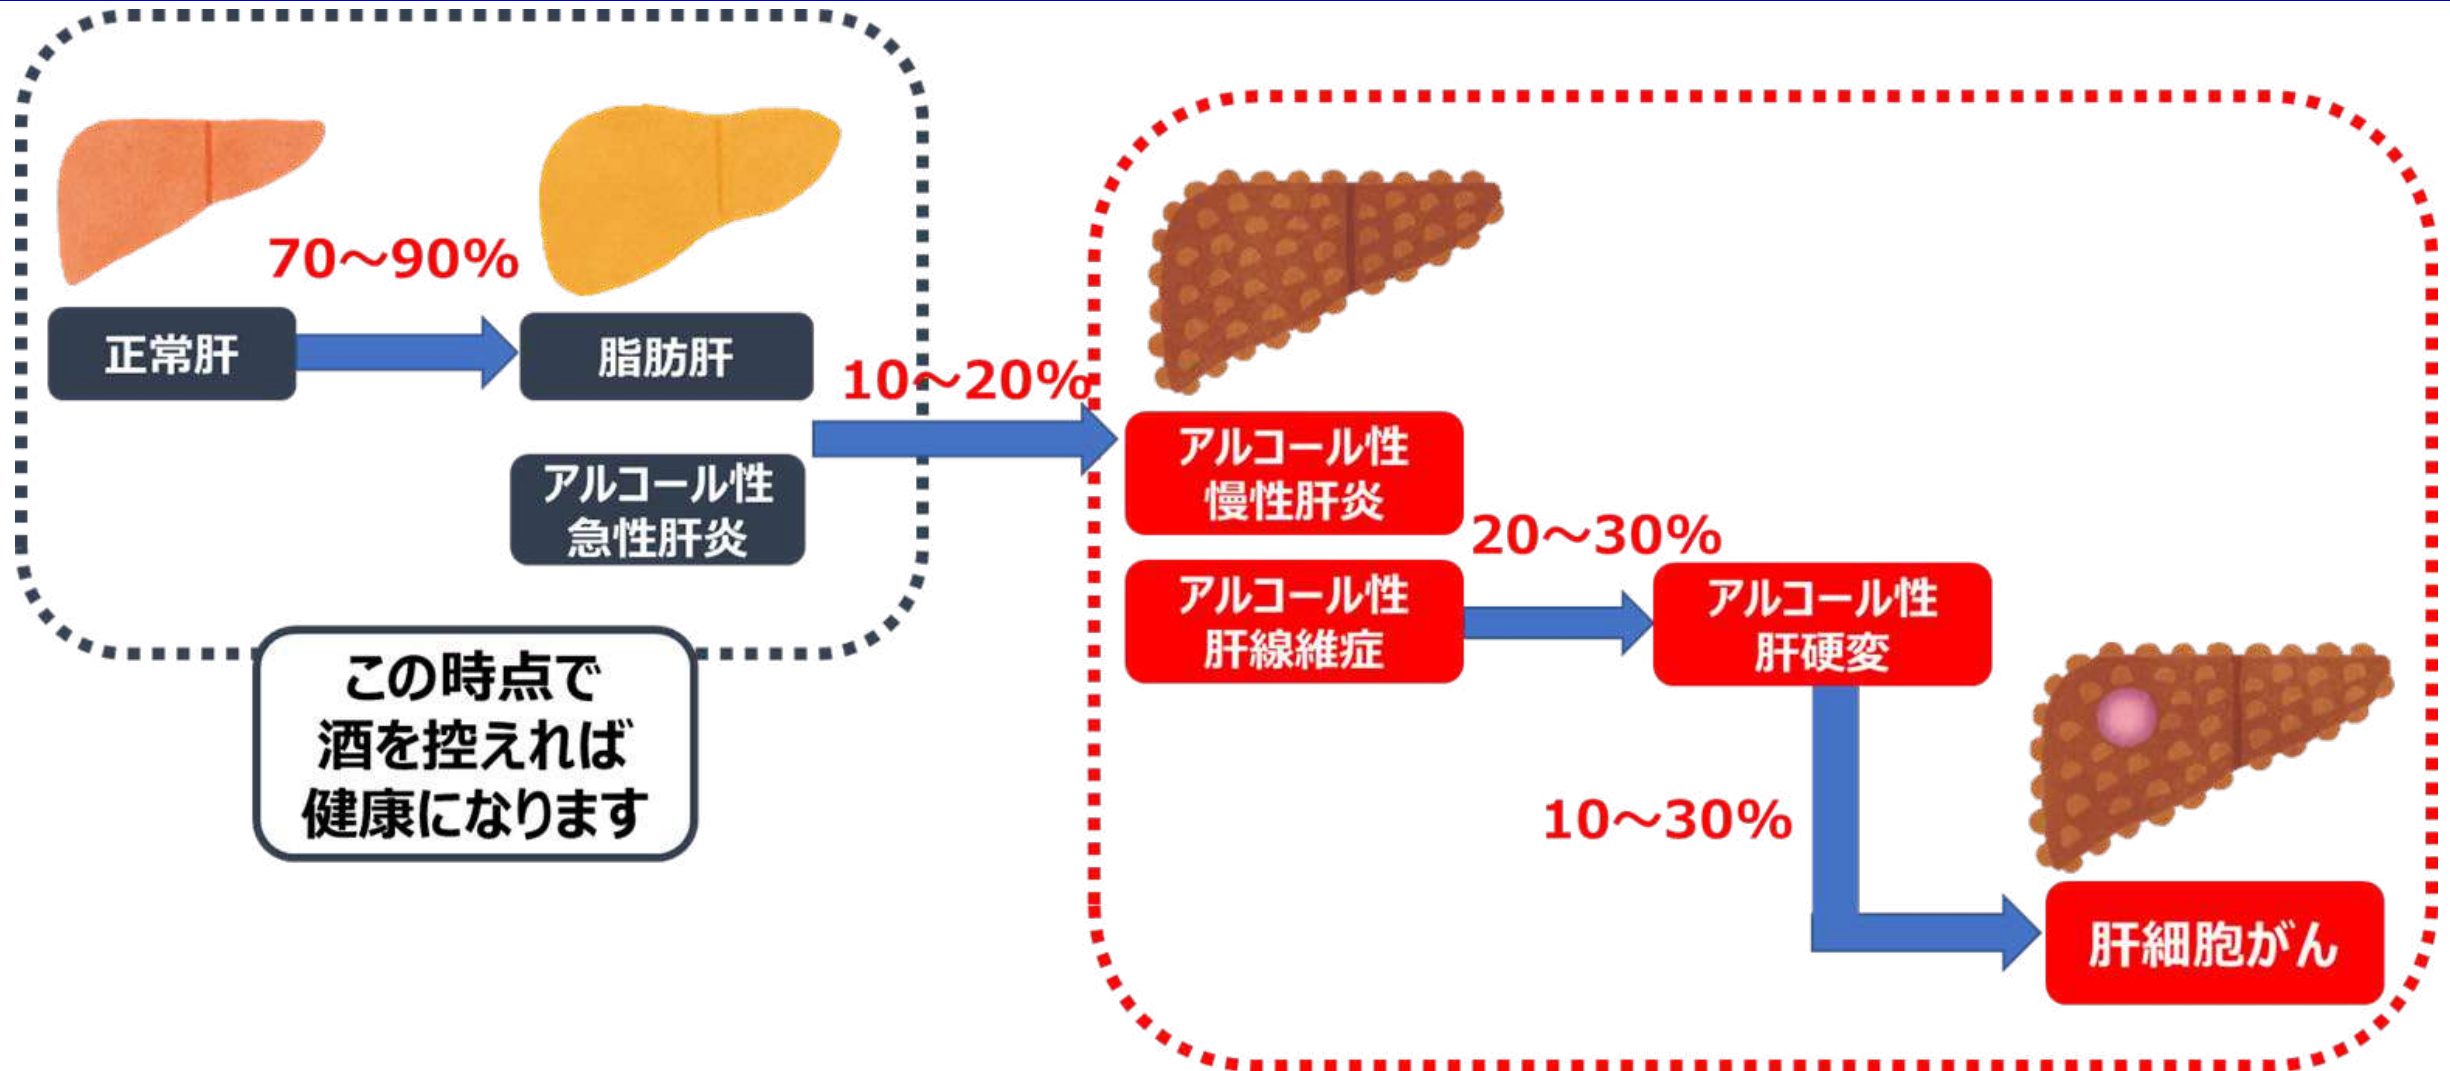 正常肝
70～90%
脂肪肝
アルコール性
急性肝炎
この時点で
酒を控えれば
健康になります
10～20%
アルコール性
慢性肝炎
アルコール性
肝線維症
20～30%
アルコール性
肝硬変
10～30%
肝細胞がん